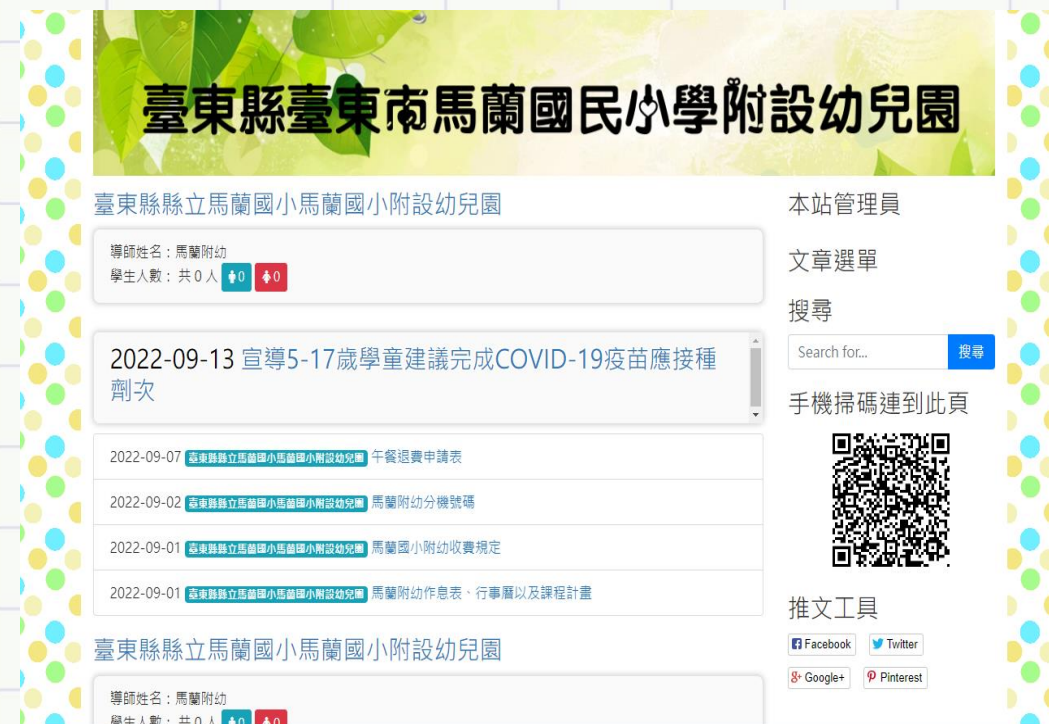 臺東縣臺東市馬蘭國民小學附設幼兒園
臺東縣縣立馬蘭國小馬蘭國小附設幼兒園
導師姓名：馬蘭附幼
學生人數： 共 0 人 0 0
2022-09-13 宣導5-17歲學童建議完成COVID-19疫苗應接種
劑次
2022-09-07 臺東縣縣立馬蘭國小馬蘭國小附設幼兒園 午餐退費申請表
2022-09-02 臺東縣縣立馬蘭國小馬蘭國小附設幼兒園 馬蘭附幼分機號碼
2022-09-01 臺東縣縣立馬蘭國小馬蘭國小附設幼兒園 馬蘭國小附幼收費規定
2022-09-01 臺東縣縣立馬蘭國小馬蘭國小附設幼兒園 馬蘭附幼作息表、行事曆以及課程計畫
臺東縣縣立馬蘭國小馬蘭國小附設幼兒園
導師姓名：馬蘭附幼
學生人數： 共 0 人 0 0
本站管理員
文章選單
搜尋
Search for... 搜尋
手機掃碼連到此頁
推文工具
Facebook Twitter
Google+ Pinterest